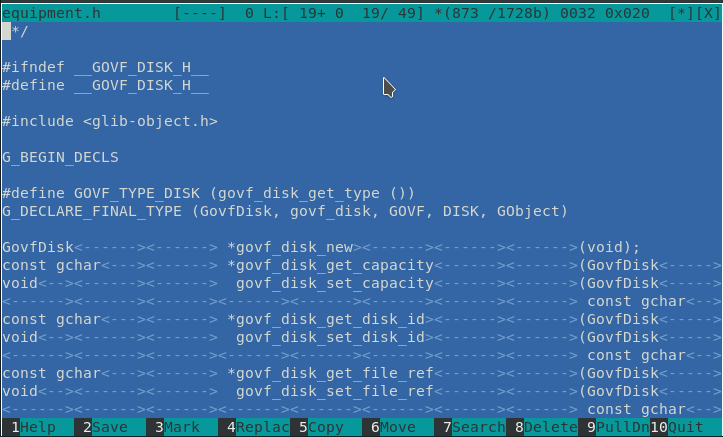 equipment.h [----] 0 L:[ 19+ 0 19/ 49] *(873 /1728b) 0032 0x020 [*][X]
*/
#ifndef __GOVF_DISK_H__
#define __GOVF_DISK_H__
#include <glib-object.h>
G_BEGIN_DECLS
#define GOVF_TYPE_DISK (govf_disk_get_type ())
G_DECLARE_FINAL_TYPE (GovfDisk, govf_disk, GOVF, DISK, GObject)
GovfDisk<------><------> *govf_disk_new><------><------>(void);
const gchar<---><------> *govf_disk_get_capacity<------><------>(GovfDisk<----->
void<--><------><------>  govf_disk_set_capacity<------><------>(GovfDisk<----->
<------><------><------><------><------><------><------><------> const gchar<-->
const gchar<---><------> *govf_disk_get_disk_id><------><------>(GovfDisk<----->
void<--><------><------>  govf_disk_set_disk_id><------><------>(GovfDisk<----->
<------><------><------><------><------><------><------><------> const gchar<-->
const gchar<---><------> *govf_disk_get_file_ref<------><------>(GovfDisk<----->
void<--><------><------>  govf_disk_set_file_ref<------><------>(GovfDisk<----->
<------><------><------><------><------><------><------><------> const gchar<-->
1Help 2Save 3Mark 4Replac 5Copy 6Move 7Search 8Delete 9PullDn 10Quit